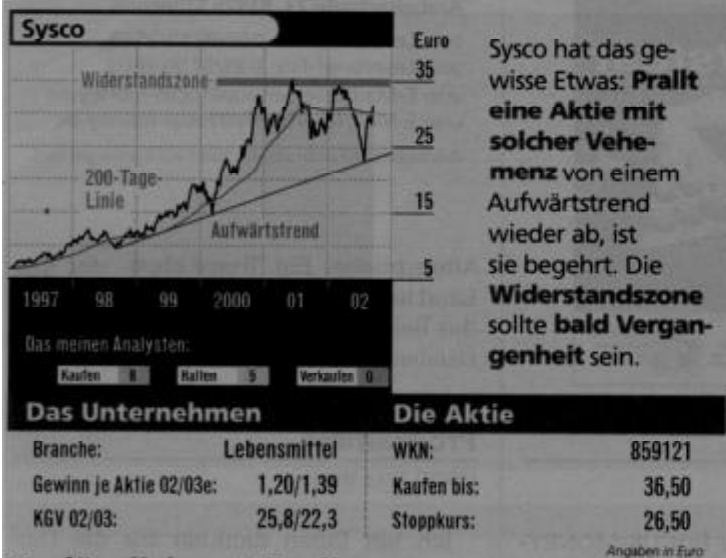 Sysco
Euro
Widerstandszone
35
25
200-Tage-
Linie
15
Aufwärtstrend
5
1997 98 99 2000 01 02
Das meinen Analysten:
Kaufen 8 Halten 5 Verkaufen 0
Sysco hat das ge-
wisse Etwas: Prallt
eine Aktie mit
solcher Vehe-
menz von einem
Aufwärtstrend
wieder ab, ist
sie begehrt. Die
Widerstandszone
sollte bald Vergan-
genheit sein.
Das Unternehmen
Branche: Lebensmittel
Gewinn je Aktie 02/03e: 1,20/1,39
KGV 02/03: 25,8/22,3
Die Aktie
WKN: 859121
Kaufen bis: 36,50
Stoppkurs: 26,50
Angaben in Euro